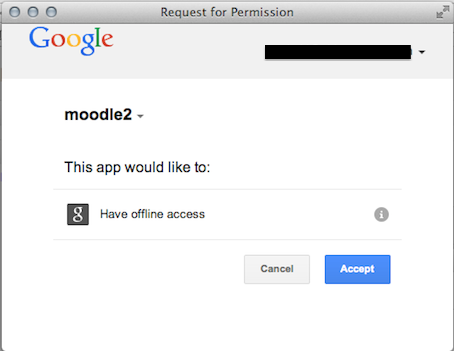 Request for Permission
Google
moodle2
This app would like to:
g Have offline access i
Cancel Accept